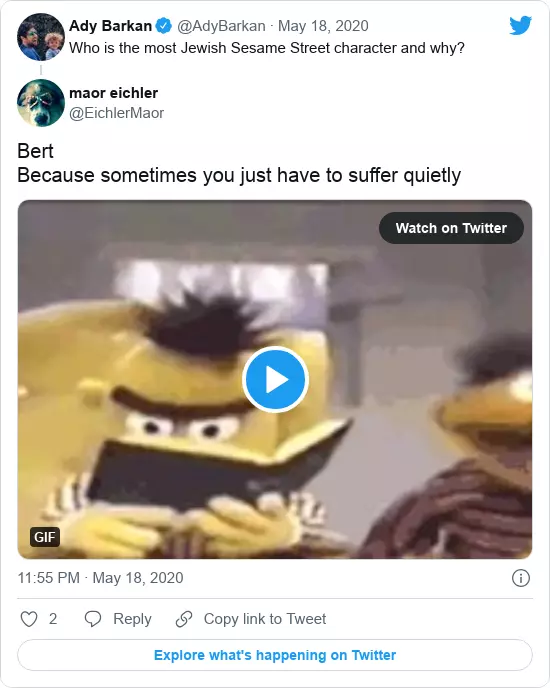 Ady Barkan @AdyBarkan · May 18, 2020
Who is the most Jewish Sesame Street character and why?
maor eichler
@EichlerMaor
Bert
Because sometimes you just have to suffer quietly
Watch on Twitter
GIF
11:55 PM · May 18, 2020
2 Reply Copy link to Tweet
Explore what's happening on Twitter